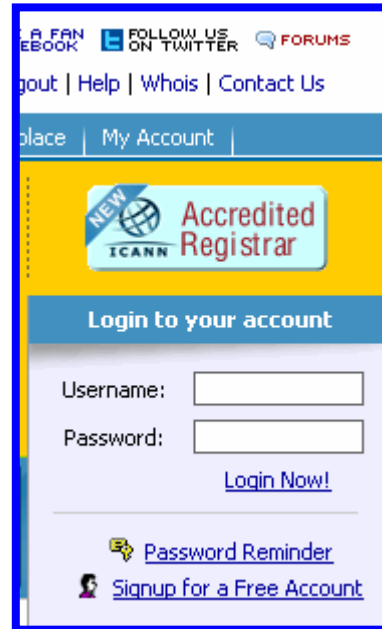 A FAN FOLLOW US FORUMS
ON TWITTER
Help | Whois | Contact Us
My Account
NEW
ICANN
Accredited
Registrar
Login to your account
Username:
Password:
Login Now!
Password Reminder
Signup for a Free Account